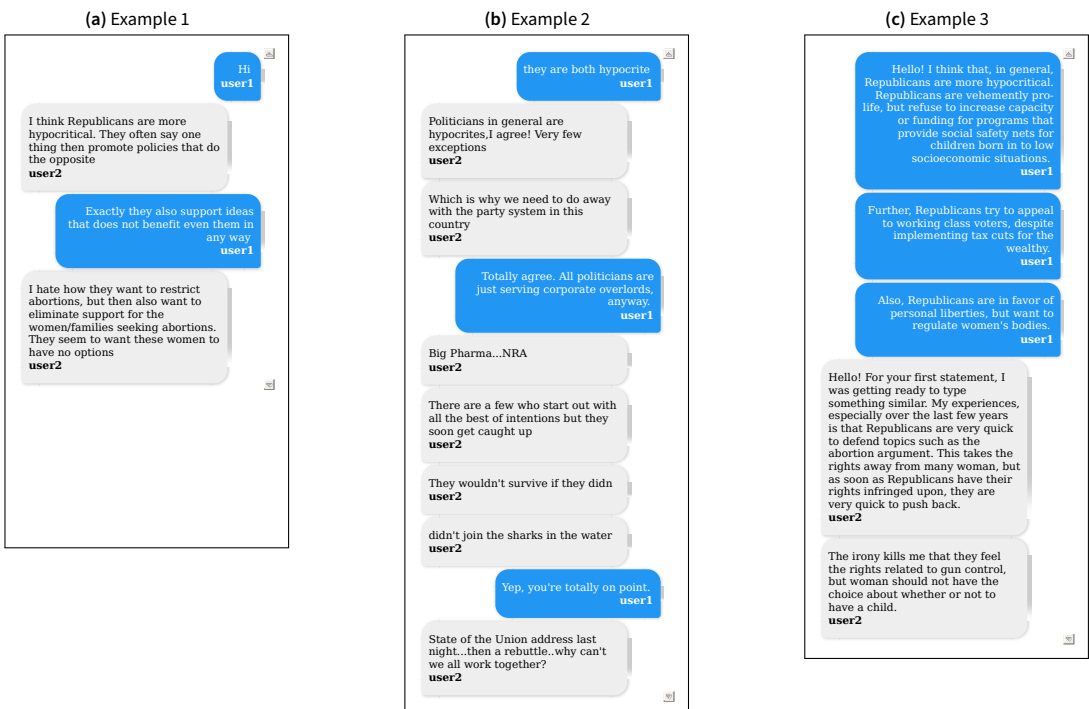 (a) Example 1
Hi
user1
I think Republicans are more
hypocritical. They often say one
thing then promote policies that do
the opposite
user2
Exactly they also support ideas
that does not benefit even them in
any way
user1
I hate how they want to restrict
abortions, but then also want to
eliminate support for the
women/families seeking abortions.
They seem to want these women to
have no options
user2
(b) Example 2
they are both hypocrite
user1
Politicians in general are
hypocrites,I agree! Very few
exceptions
user2
Which is why we need to do away
with the party system in this
country
user2
Totally agree. All politicians are
just serving corporate overlords,
anyway.
user1
Big Pharma...NRA
user2
There are a few who start out with
all the best of intentions but they
soon get caught up
user2
They wouldn't survive if they didn
user2
didn't join the sharks in the water
user2
Yep, you're totally on point.
user1
State of the Union address last
night...then a rebuttle..why can't
we all work together?
user2
(c) Example 3
Hello! I think that, in general,
Republicans are more hypocritical.
Republicans are vehemently pro-
life, but refuse to increase capacity
or funding for programs that
provide social safety nets for
children born in to low
socioeconomic situations.
user1
Further, Republicans try to appeal
to working class voters, despite
implementing tax cuts for the
wealthy.
user1
Also, Republicans are in favor of
personal liberties, but want to
regulate women's bodies.
user1
Hello! For your first statement, I
was getting ready to type
something similar. My experiences,
especially over the last few years
is that Republicans are very quick
to defend topics such as the
abortion argument. This takes the
rights away from many woman, but
as soon as Republicans have their
rights infringed upon, they are
very quick to push back.
user2
The irony kills me that they feel
the rights related to gun control,
but woman should not have the
choice about whether or not to
have a child.
user2